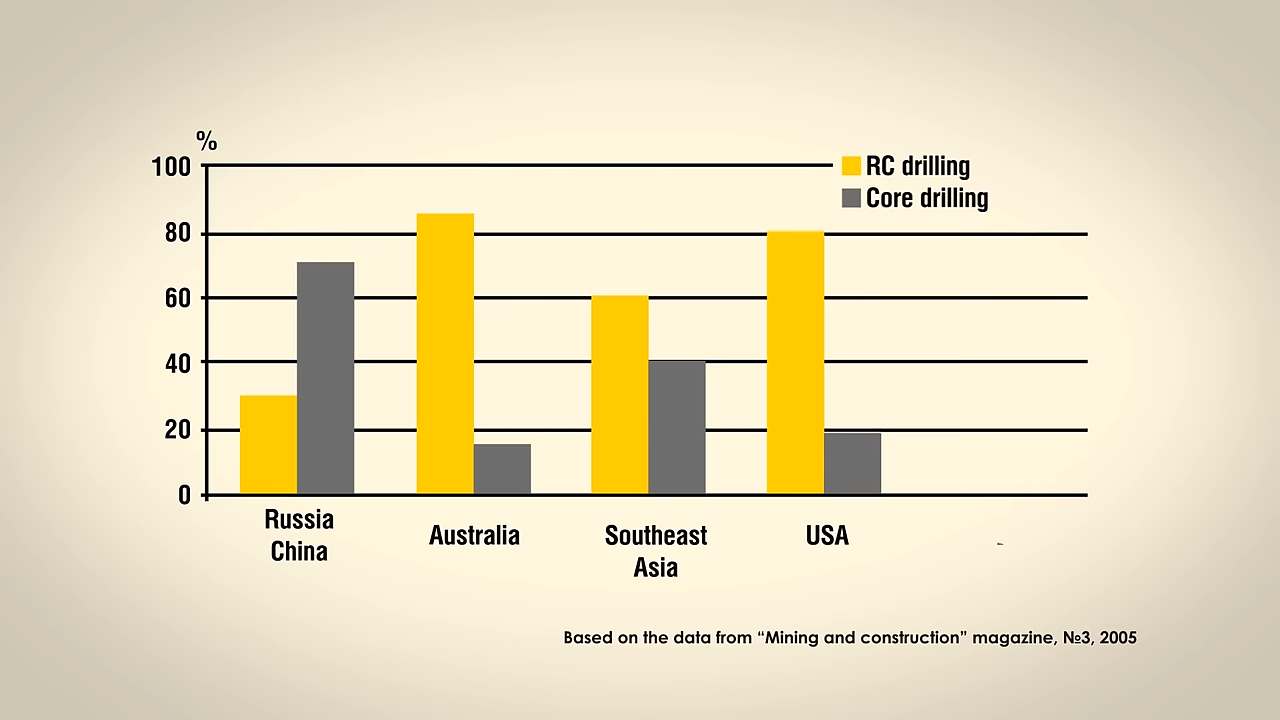 %
100
80
60
40
20
0
RC drilling
Core drilling
Russia
China
Australia
Southeast
Asia
USA
Based on the data from “Mining and construction” magazine, №3, 2005